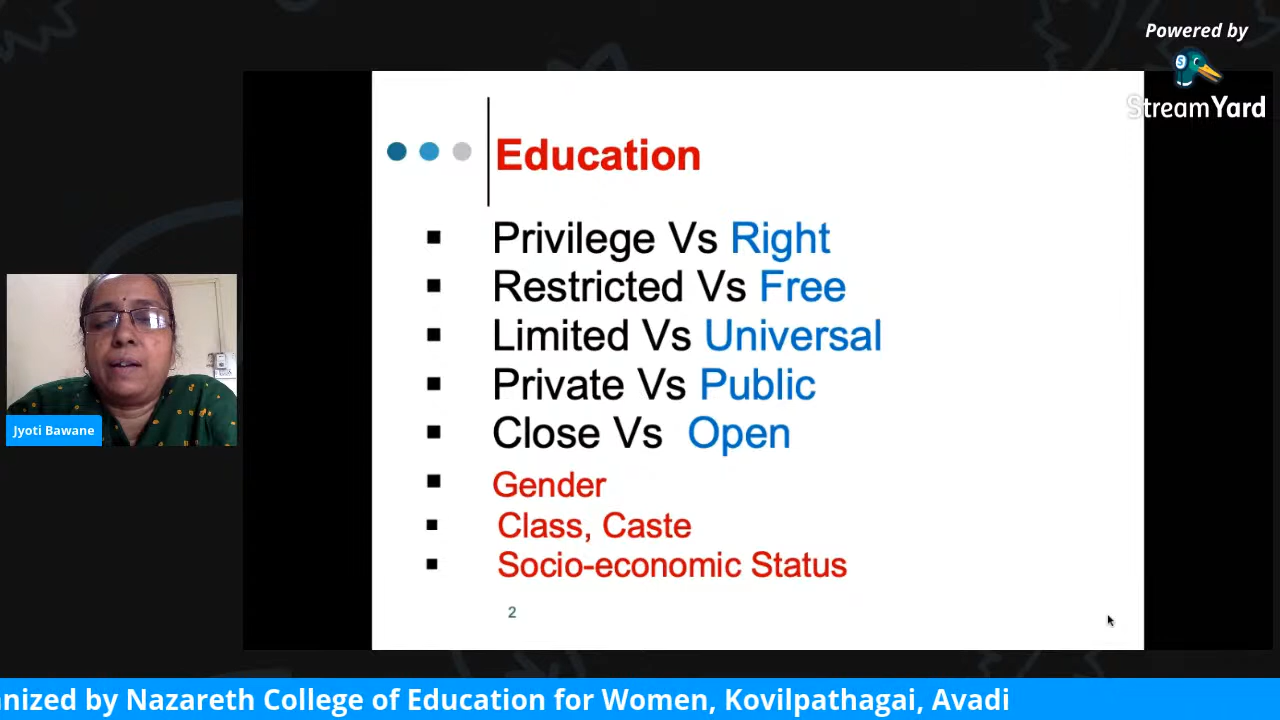 Powered by
StreamYard
Education
Privilege Vs Right
Restricted Vs Free
Limited Vs Universal
Private Vs Public
Close Vs Open
Gender
Class, Caste
Socio-economic Status
2
Jyoti Bawane
by Nazareth College of Education for Women, Kovilpathagai, Avadi